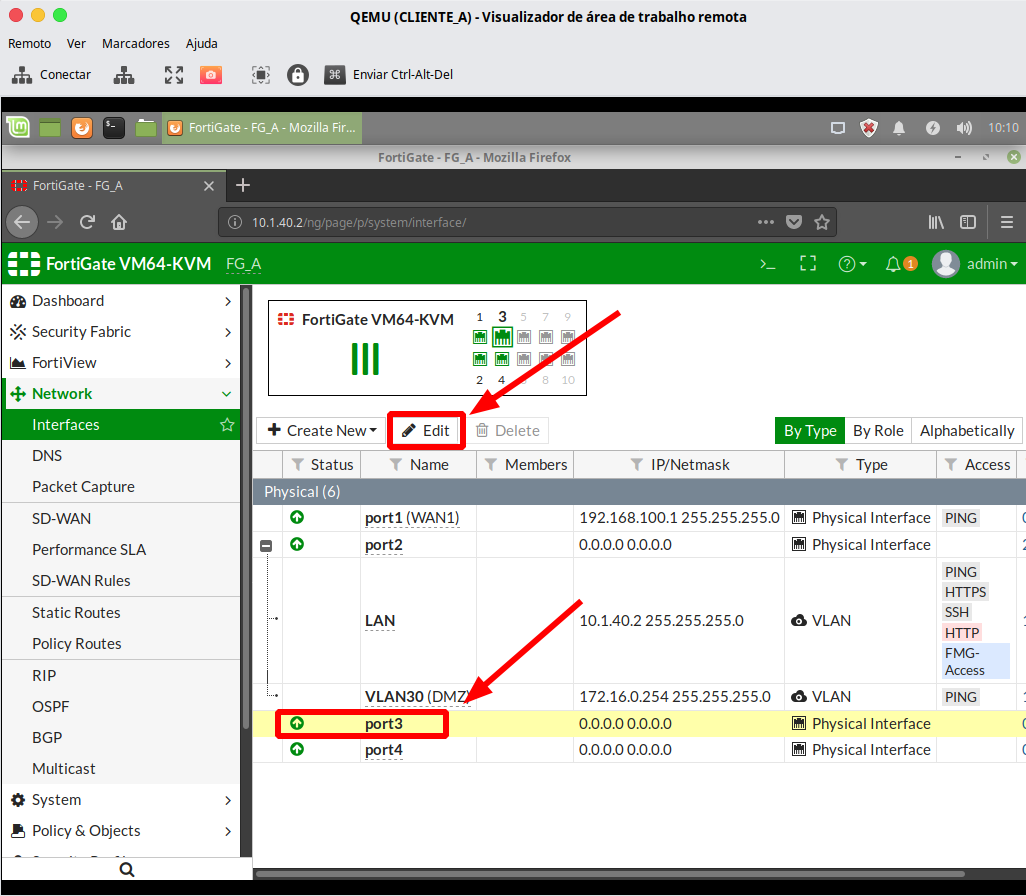 QEMU (CLIENTE_A) - Visualizador de área de trabalho remota
Remoto Ver Marcadores Ajuda
Conectar Enviar Ctrl-Alt-Del
FortiGate - FG_A - Mozilla Fir... 10:10
FortiGate - FG_A - Mozilla Firefox
FortiGate - FG_A
10.1.40.2/ng/page/p/system/interface/
FortiGate VM64-KVM FG_A 1 admin
Dashboard
Security Fabric
FortiView
Network
Interfaces
DNS
Packet Capture
SD-WAN
Performance SLA
SD-WAN Rules
Static Routes
Policy Routes
RIP
OSPF
BGP
Multicast
System
Policy & Objects
FortiGate VM64-KVM
1 3 5 7 9
2 4 8 10
Create New Edit Delete By Type By Role Alphabetically
Status Name Members IP/Netmask Type Access
Physical (6)
port1 (WAN1) 192.168.100.1 255.255.255.0 Physical Interface PING
port2 0.0.0.0 0.0.0.0 Physical Interface
LAN 10.1.40.2 255.255.255.0 VLAN PING
HTTPS
SSH
HTTP
FMG-
Access
VLAN30 (DMZ) 172.16.0.254 255.255.255.0 VLAN PING
port3 0.0.0.0 0.0.0.0 Physical Interface
port4 0.0.0.0 0.0.0.0 Physical Interface